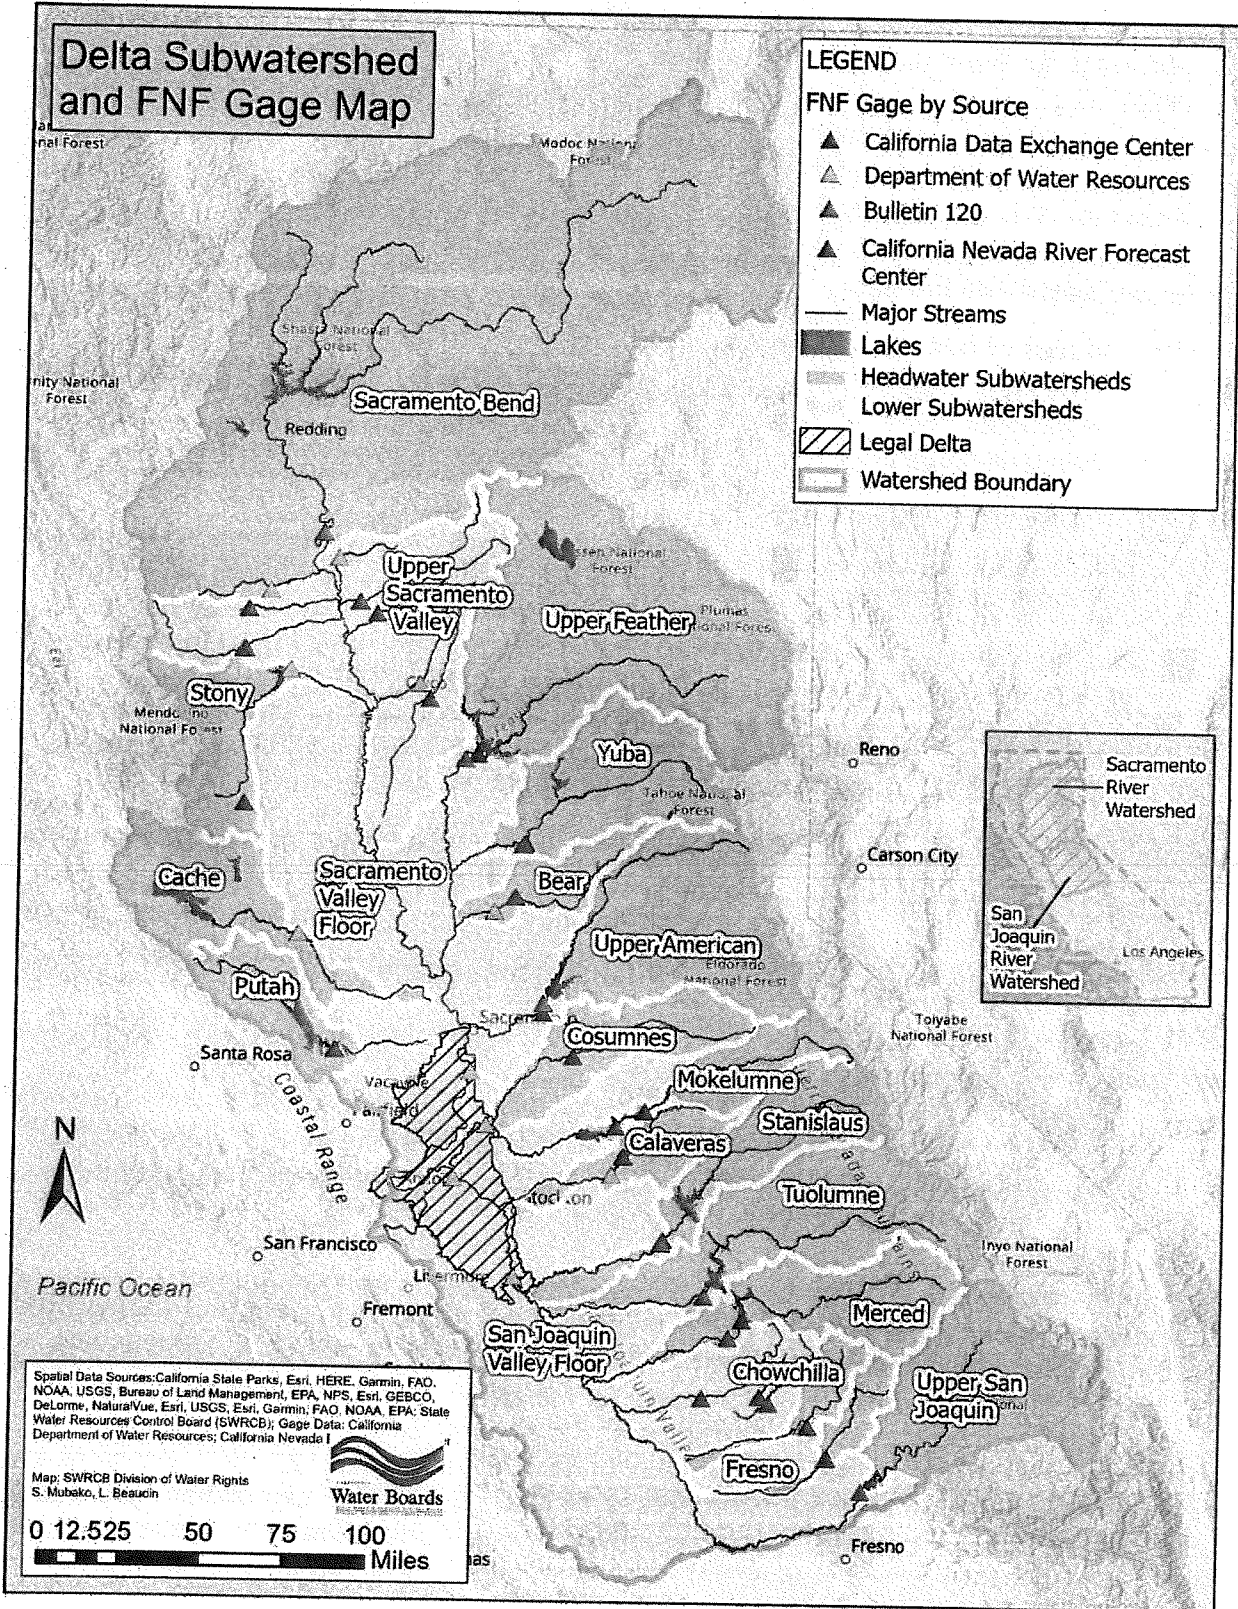 Delta Subwatershed
and FNF Gage Map
LEGEND
FNF Gage by Source
California Data Exchange Center
Department of Water Resources
Bulletin 120
California Nevada River Forecast
Center
Major Streams
Lakes
Headwater Subwatersheds
Lower Subwatersheds
Legal Delta
Watershed Boundary
nal Forest
Modoc
Shasta National
Forest
nity National
Forest
Sacramento Bend
Redding
National
Forest
Upper
Sacramento
Valley
Upper Feather
Plumas
Stony
National
Yuba
Reno
Tahoe
Forest
Carson City
Cache
Sacramento
Valley
Floor
Bear
Upper American
Eldorado
National Forest
Putah
Cosumnes
Toiyabe
National Forest
Santa Rosa
Coastal Range
Mokelumne
Stanislaus
Calaveras
Tuolumne
N
San Francisco
Inyo National
Forest
Pacific Ocean
Fremont
Merced
San Joaquin
Valley Floor
Chowchilla
Upper San
Joaquin
Fresno
Fresno
Sacramento
River
Watershed
San
Joaquin
River
Watershed
Los Angeles
Spatial Data Sources:California State Parks, Esri, HERE, Garmin, FAO,
NOAA, USGS, Bureau of Land Management, EPA, NPS, Esri, GEBCO,
DeLorme, NaturalVue, Esri, USGS, Esri, Garmin, FAO, NOAA, EPA; State
Water Resources Control Board (SWRCB); Gage Data: California
Department of Water Resources; California Nevada
Map: SWRCB Division of Water Rights
S. Mubako, L. Beaudin
Water Boards
0 12.525 50 75 100
Miles